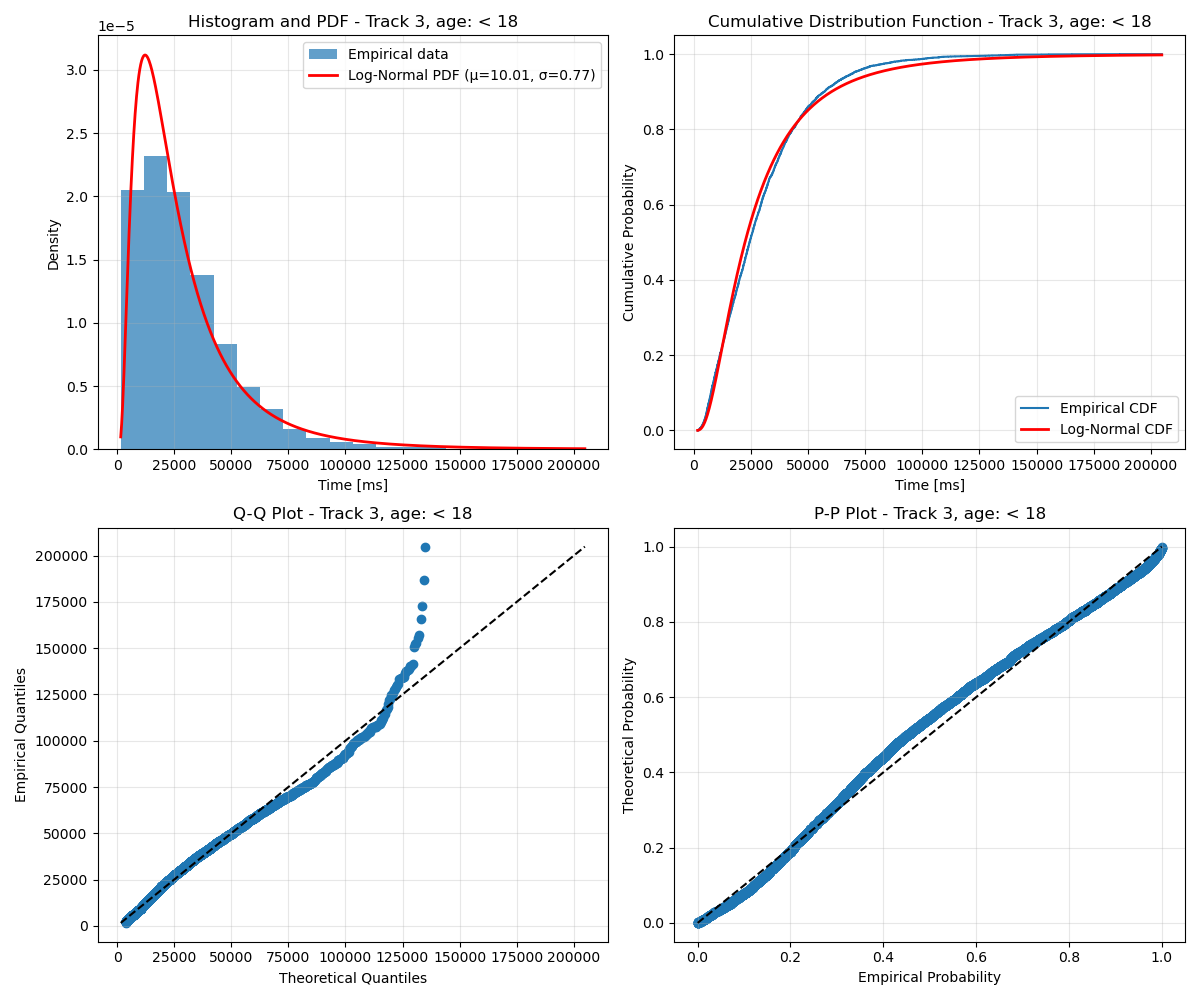 Histogram and PDF - Track 3, age: < 18
1e−5
Empirical data
Log-Normal PDF (μ=10.01, σ=0.77)
3.0
2.5
2.0
1.5
1.0
0.5
0.0
Density
0 25000 50000 75000 100000 125000 150000 175000 200000
Time [ms]
Cumulative Distribution Function - Track 3, age: < 18
1.0
0.8
0.6
0.4
0.2
0.0
Cumulative Probability
Empirical CDF
Log-Normal CDF
0 25000 50000 75000 100000 125000 150000 175000 200000
Time [ms]
Q-Q Plot - Track 3, age: < 18
200000
175000
150000
125000
100000
75000
50000
25000
0
Empirical Quantiles
0 25000 50000 75000 100000 125000 150000 175000 200000
Theoretical Quantiles
P-P Plot - Track 3, age: < 18
1.0
0.8
0.6
0.4
0.2
0.0
Theoretical Probability
0.0 0.2 0.4 0.6 0.8 1.0
Empirical Probability